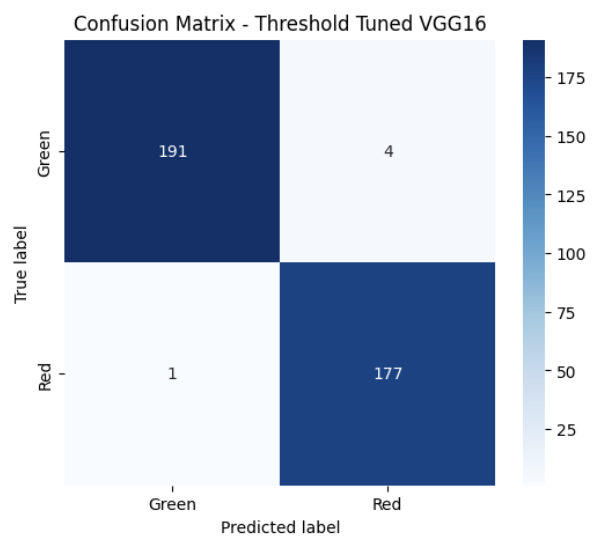 Confusion Matrix - Threshold Tuned VGG16
True label
Green
Red
191
4
1
177
Green
Red
Predicted label
175
150
125
100
75
50
25